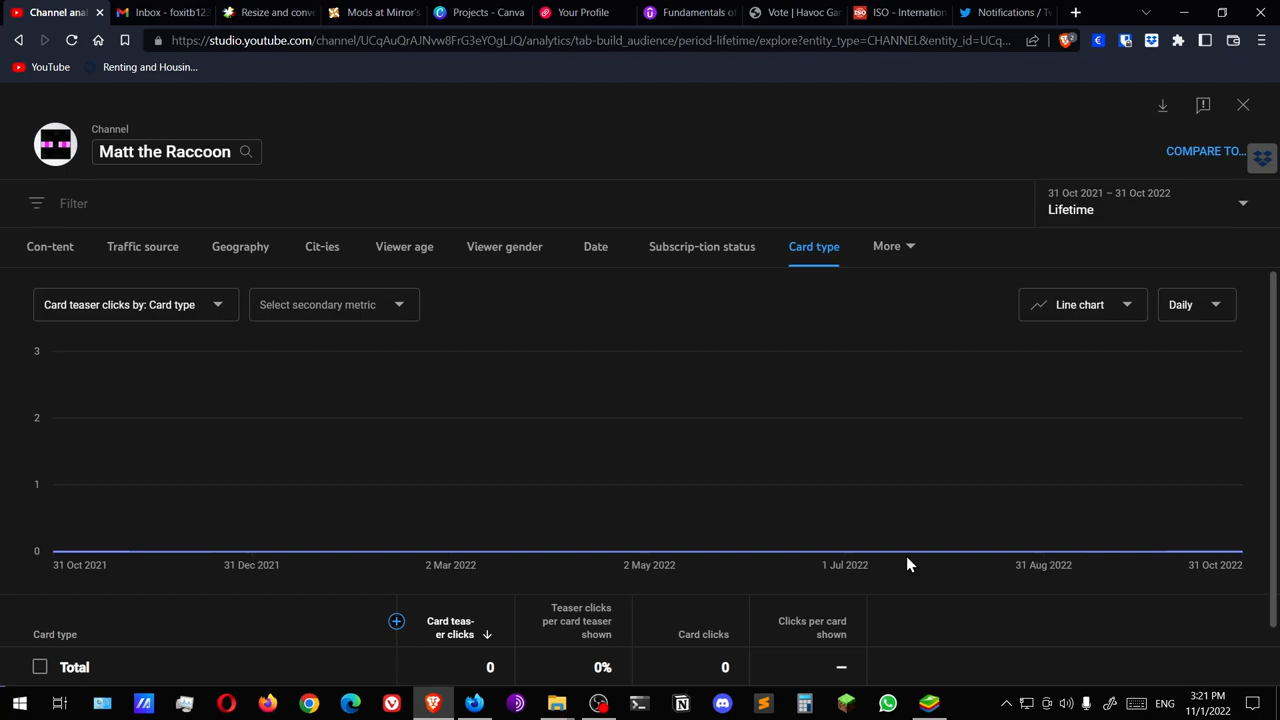 Channel anal
Inbox - foxitb123
Resize and conve
Mods at Mirror's
Projects - Canva
Your Profile
Fundamentals of
Vote | Havoc Gam
ISO - Internation
Notifications / Tw
https://studio.youtube.com/channel/UCqAuQrAJNvw8FrG3eYOgLJQ/analytics/tab-build_audience/period-lifetime/explore?entity_type=CHANNEL&entity_id=UCq...
2
YouTube
Renting and Housin...
Channel
Matt the Raccoon
COMPARE TO...
Filter
31 Oct 2021 – 31 Oct 2022
Lifetime
Con-tent
Traffic source
Geography
Cit-ies
Viewer age
Viewer gender
Date
Subscrip-tion status
Card type
More
Card teaser clicks by: Card type
Select secondary metric
Line chart
Daily
3
2
1
0
31 Oct 2021
31 Dec 2021
2 Mar 2022
2 May 2022
1 Jul 2022
31 Aug 2022
31 Oct 2022
Card type
Card teas-
er clicks
Teaser clicks
per card teaser
shown
Card clicks
Clicks per card
shown
Total
0
0%
0
—
ENG
3:21 PM
11/1/2022